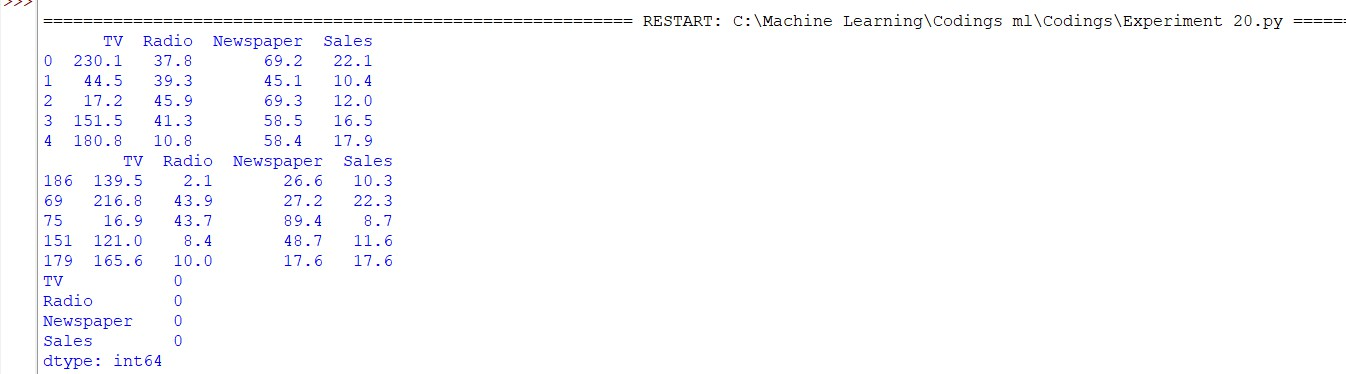 >>>
============================================================ RESTART: C:\Machine Learning\Codings ml\Codings\Experiment 20.py ======
      TV  Radio  Newspaper  Sales
0  230.1   37.8       69.2   22.1
1   44.5   39.3       45.1   10.4
2   17.2   45.9       69.3   12.0
3  151.5   41.3       58.5   16.5
4  180.8   10.8       58.4   17.9
        TV  Radio  Newspaper  Sales
186  139.5    2.1       26.6   10.3
69   216.8   43.9       27.2   22.3
75    16.9   43.7       89.4    8.7
151  121.0    8.4       48.7   11.6
179  165.6   10.0       17.6   17.6
TV           0
Radio        0
Newspaper    0
Sales        0
dtype: int64